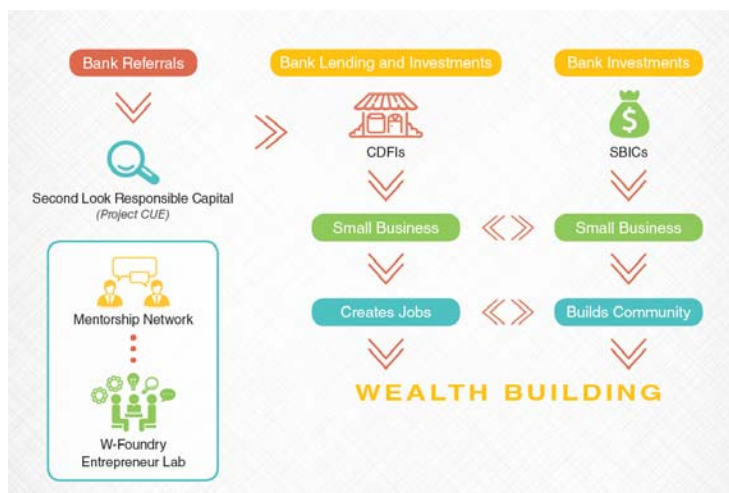 Bank Referrals
Second Look Responsible Capital
(Project CUE)
Mentorship Network
W-Foundry
Entrepreneur Lab
Bank Lending and Investments
CDFIs
Small Business
Creates Jobs
Bank Investments
$
SBICs
Small Business
Builds Community
WEALTH BUILDING